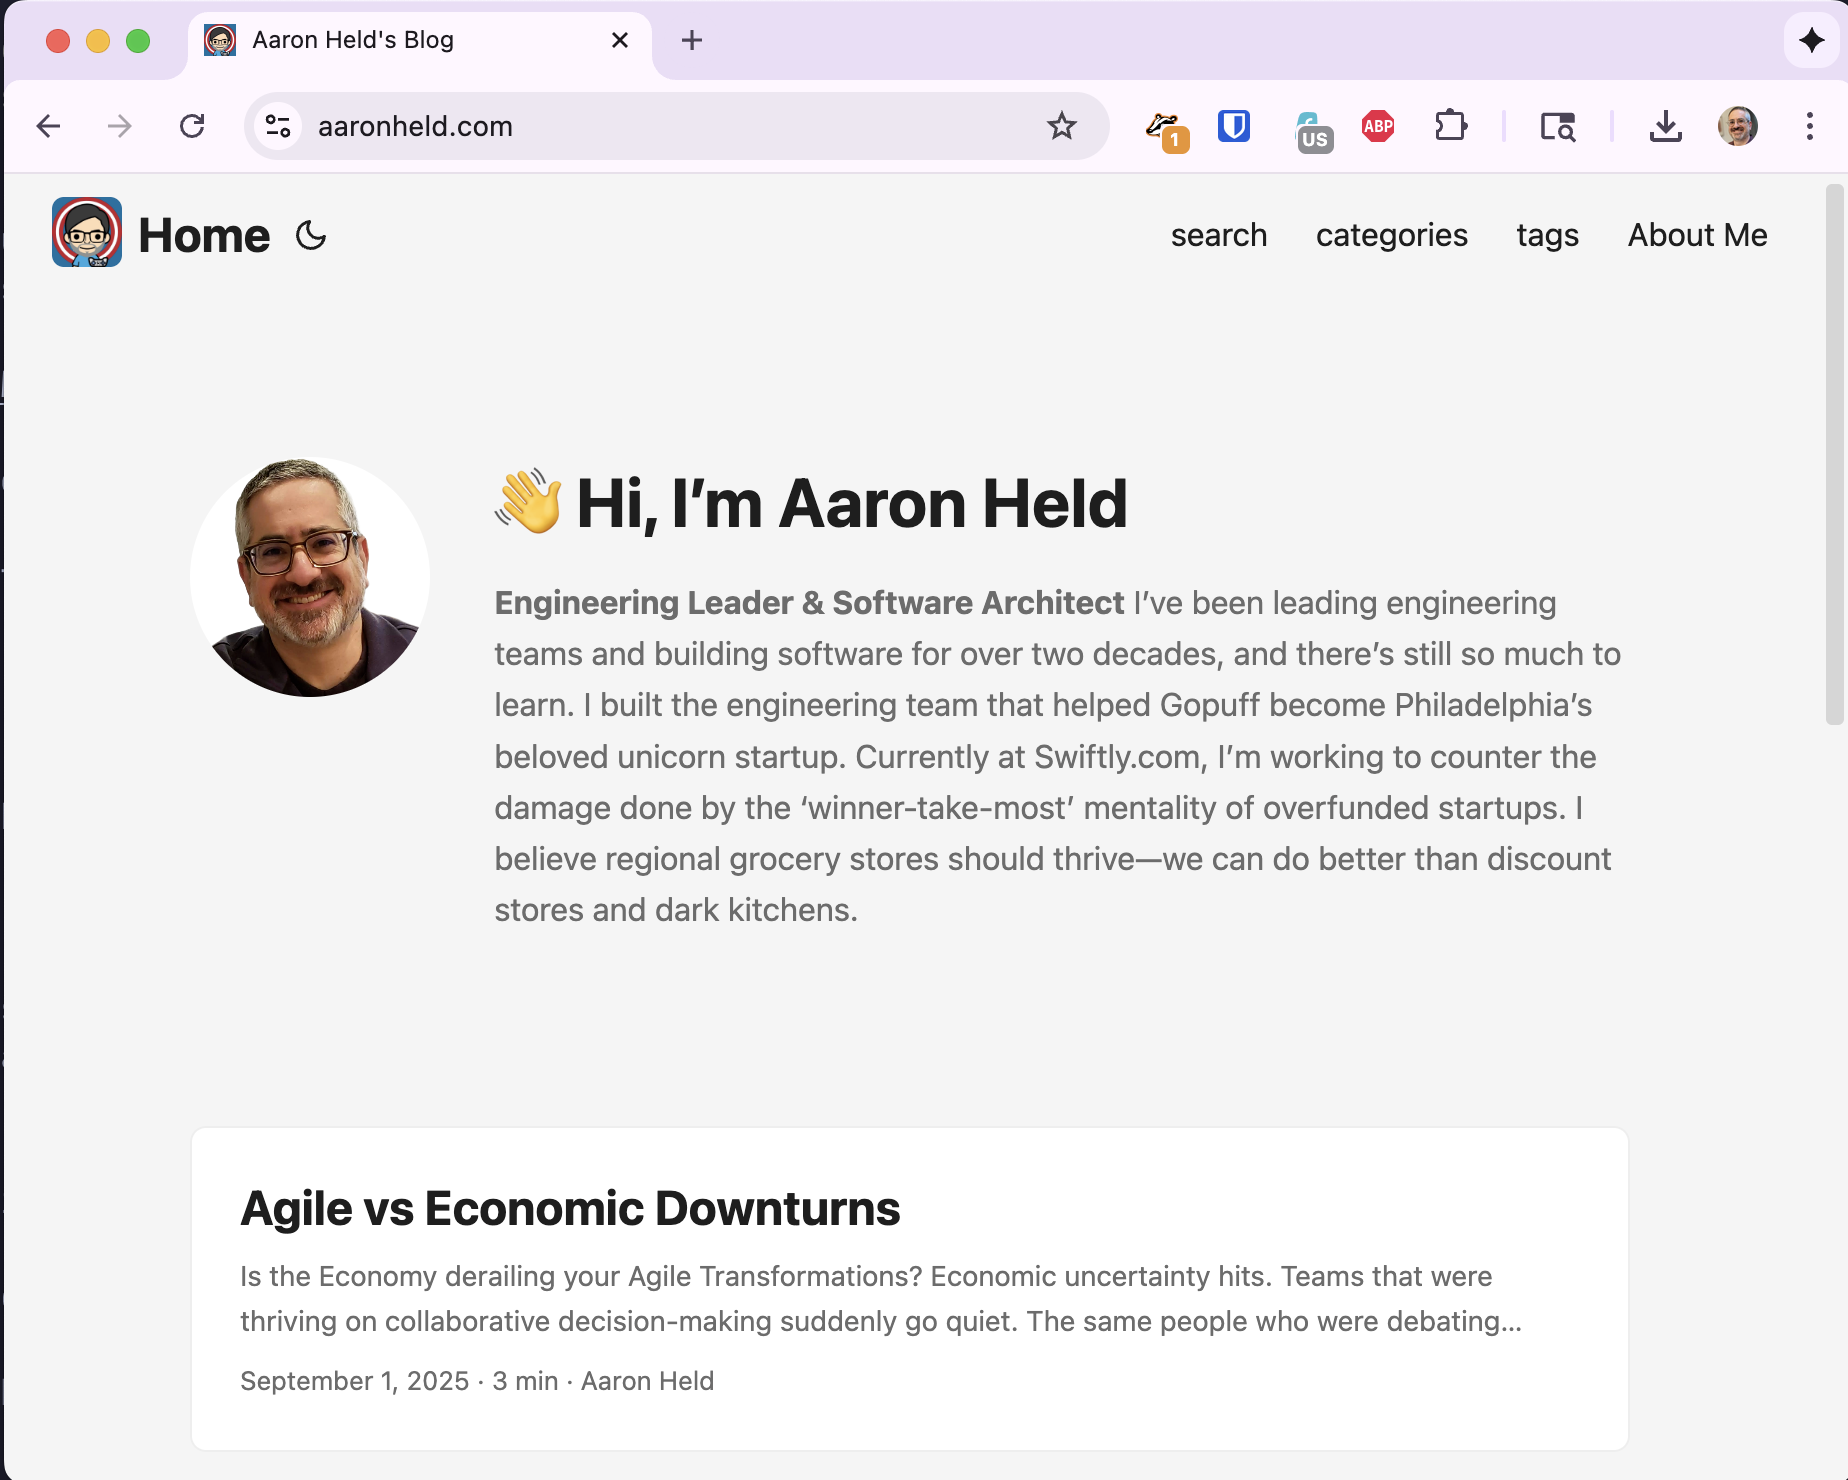 Aaron Held's Blog
aaronheld.com
1
US
ABP
Home
search
categories
tags
About Me
👋 Hi, I’m Aaron Held
Engineering Leader & Software Architect I’ve been leading engineering
teams and building software for over two decades, and there’s still so much to
learn. I built the engineering team that helped Gopuff become Philadelphia’s
beloved unicorn startup. Currently at Swiftly.com, I’m working to counter the
damage done by the ‘winner-take-most’ mentality of overfunded startups. I
believe regional grocery stores should thrive—we can do better than discount
stores and dark kitchens.
Agile vs Economic Downturns
Is the Economy derailing your Agile Transformations? Economic uncertainty hits. Teams that were
thriving on collaborative decision-making suddenly go quiet. The same people who were debating...
September 1, 2025 · 3 min · Aaron Held